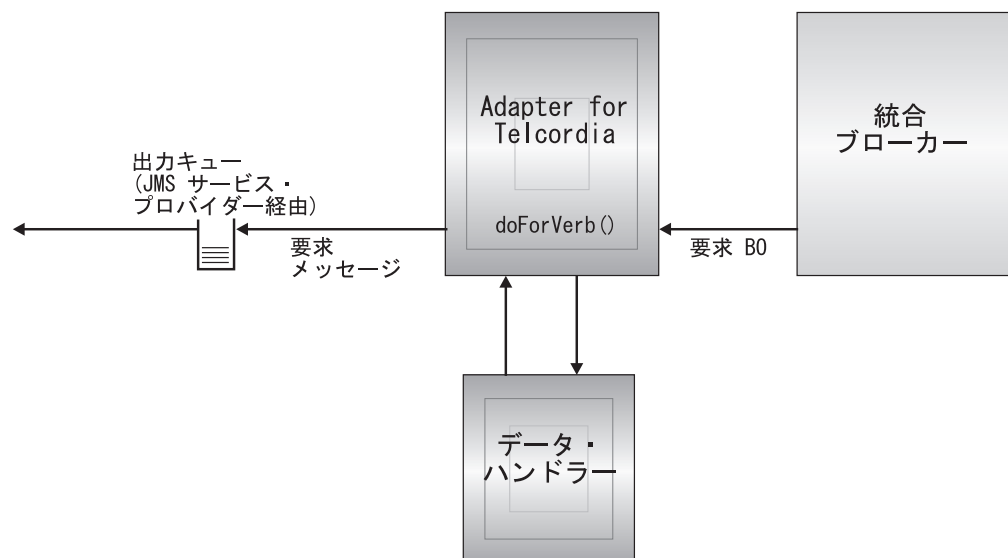 Adapter for
Telcordia
doForVerb()
統合
ブローカー
出力キュー
(JMS サービス・
プロバイダー経由)
要求
メッセージ
要求 BO
データ・
ハンドラー